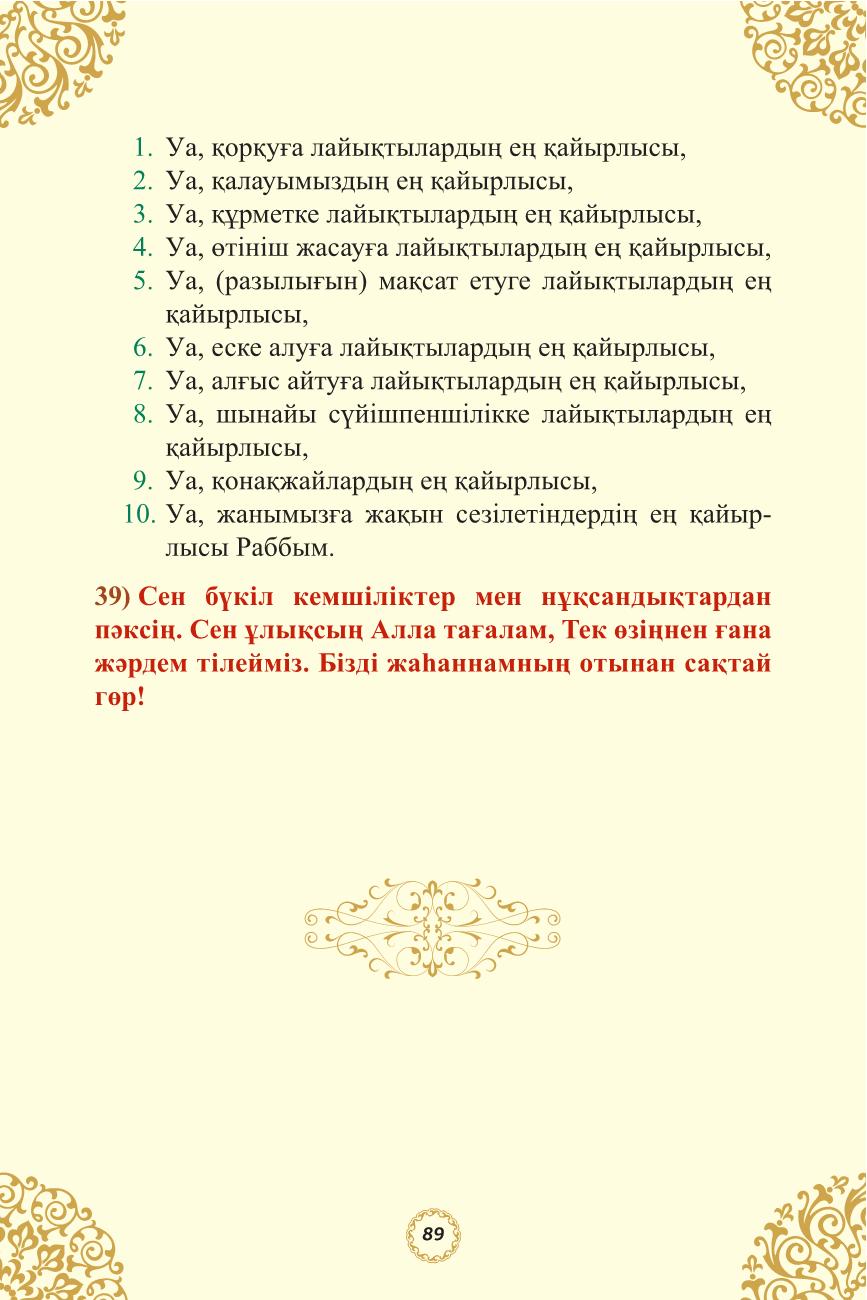 1. Уа, қорқуға лайықтылардың ең қайырлысы,
2. Уа, қалауымыздың ең қайырлысы,
3. Уа, құрметке лайықтылардың ең қайырлысы,
4. Уа, өтініш жасауға лайықтылардың ең қайырлысы,
5. Уа, (разылығын) мақсат етуге лайықтылардың ең
қайырлысы,
6. Уа, еске алуға лайықтылардың ең қайырлысы,
7. Уа, алғыс айтуға лайықтылардың ең қайырлысы,
8. Уа, шынайы сүйішпеншілікке лайықтылардың ең
қайырлысы,
9. Уа, қонақжайлардың ең қайырлысы,
10. Уа, жанымызға жақын сезілетіндердің ең қайыр-
лысы Раббым.
39) Сен бүкіл кемшіліктер мен нұқсандықтардан
пәксің. Сен ұлықсың Алла тағалам, Тек өзіңнен ғана
жәрдем тілейміз. Бізді жаһаннамның отынан сақтай
гөр!
89